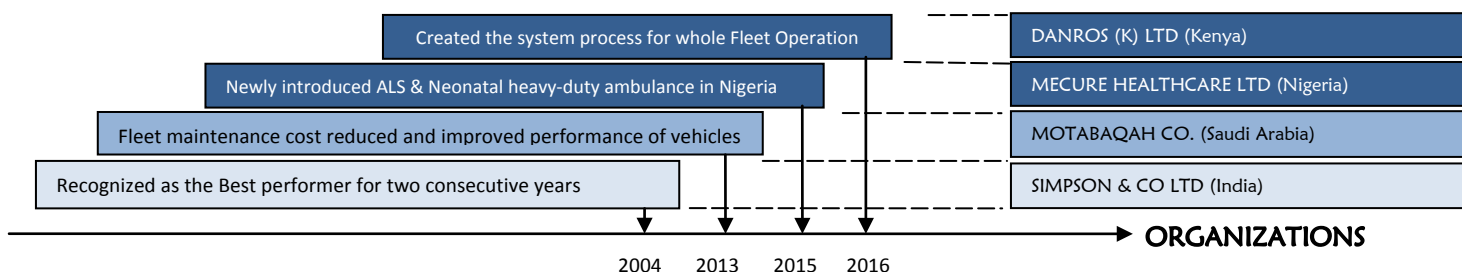 Created the system process for whole Fleet Operation
DANROS (K) LTD (Kenya)
Newly introduced ALS & Neonatal heavy-duty ambulance in Nigeria
MECURE HEALTHCARE LTD (Nigeria)
Fleet maintenance cost reduced and improved performance of vehicles
MOTABAQAH CO. (Saudi Arabia)
Recognized as the Best performer for two consecutive years
SIMPSON & CO LTD (India)
ORGANIZATIONS
2004 2013 2015 2016